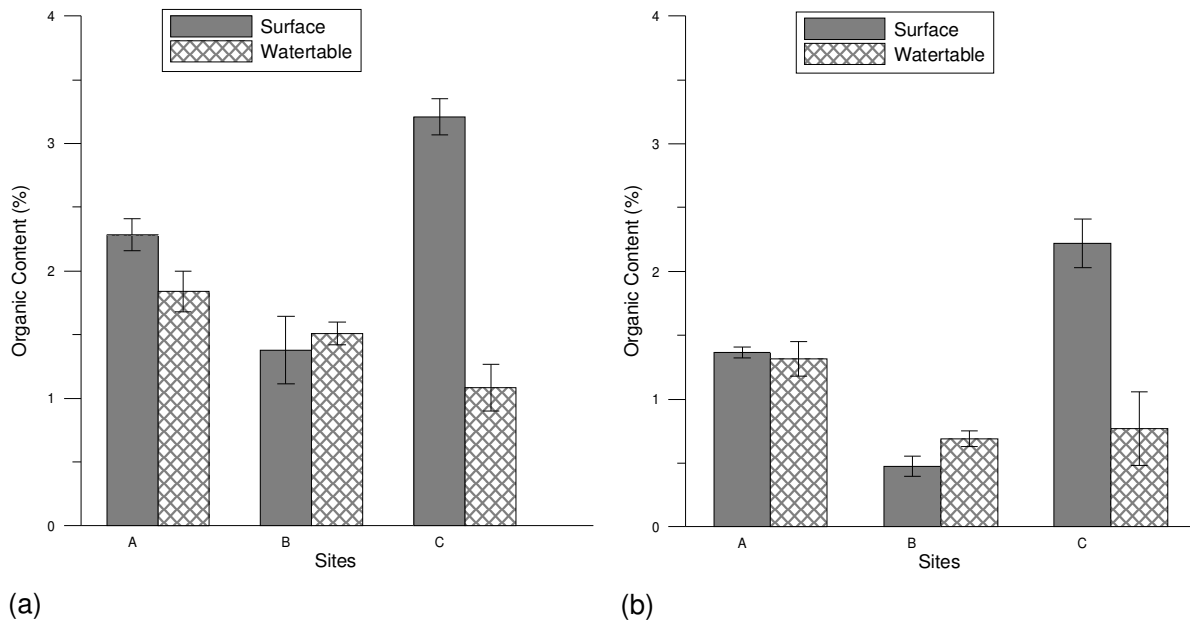 Surface
Watertable
4
3
2
1
0
Organic Content (%)
A B C
Sites
(a)
Surface
Watertable
4
3
2
1
0
Organic Content (%)
A B C
Sites
(b)